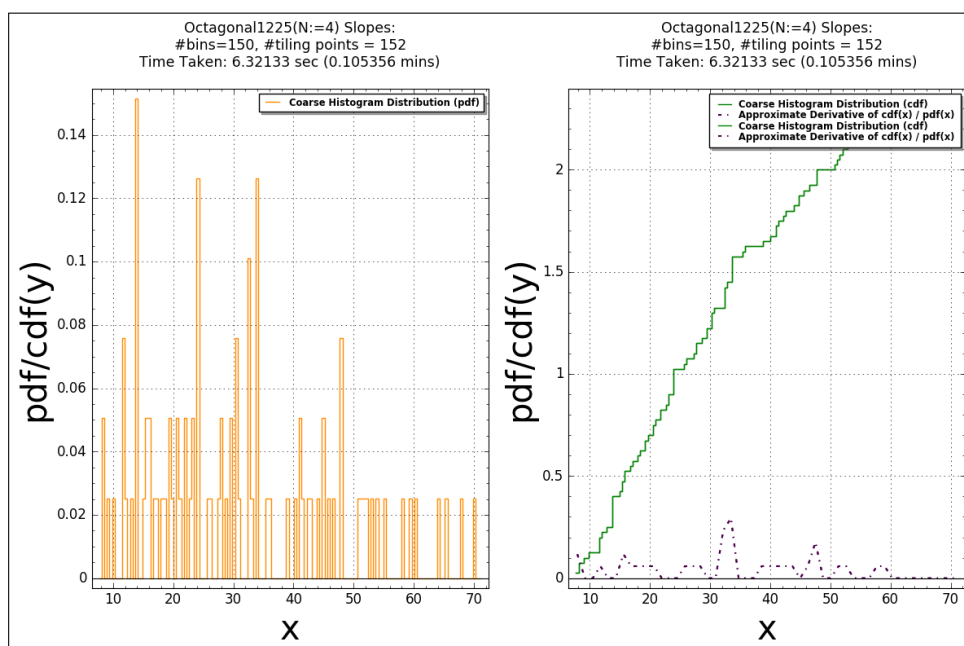 Octagonal1225(N:=4) Slopes:
#bins=150, #tiling points = 152
Time Taken: 6.32133 sec (0.105356 mins)
Coarse Histogram Distribution (pdf)
0.14
0.12
0.1
0.08
0.06
0.04
0.02
0
10 20 30 40 50 60 70
pdf/cdf(y)
x
Octagonal1225(N:=4) Slopes:
#bins=150, #tiling points = 152
Time Taken: 6.32133 sec (0.105356 mins)
Coarse Histogram Distribution (cdf)
Approximate Derivative of cdf(x) / pdf(x)
Coarse Histogram Distribution (cdf)
Approximate Derivative of cdf(x) / pdf(x)
2
1.5
1
0.5
0
10 20 30 40 50 60 70
pdf/cdf(y)
x